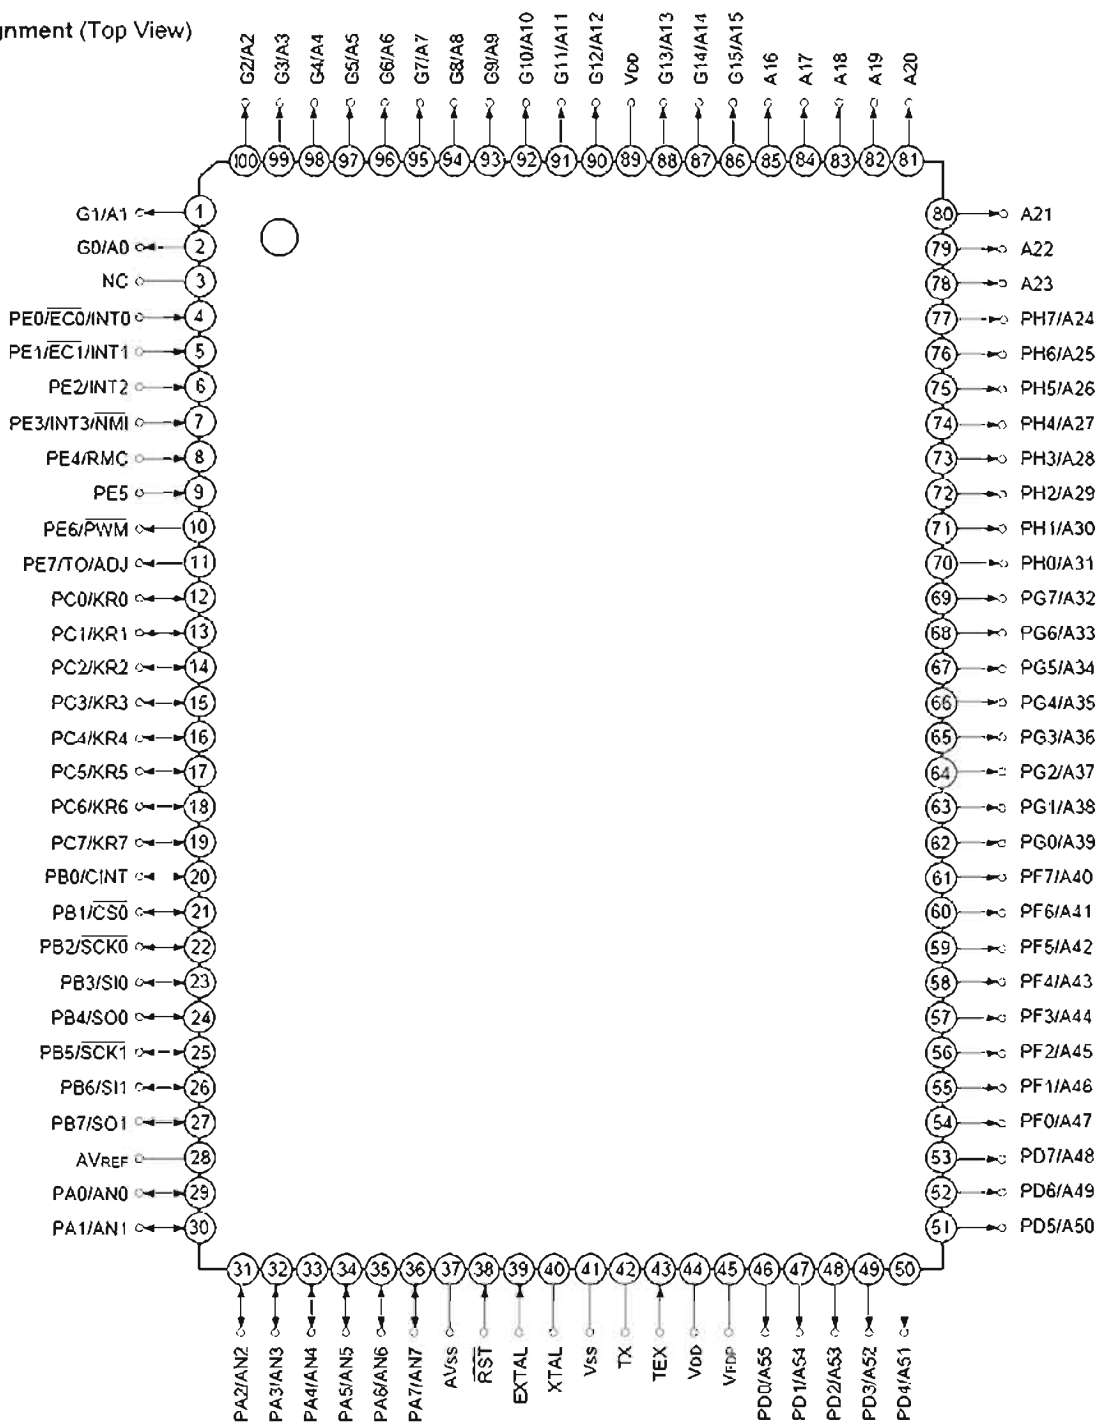 gnment (Top View)
G2/A2
G3/A3
G4/A4
G5/A5
G6/A6
G7/A7
G8/A8
G9/A9
G10/A10
G11/A11
G12/A12
VDD
G13/A13
G14/A14
G15/A15
A16
A17
A18
A19
A20
100
99
98
97
96
95
94
93
92
91
90
89
88
87
86
85
84
83
82
81
G1/A1 1
G0/A0 2
NC 3
PE0/EC0/INT0 4
PE1/EC1/INT1 5
PE2/INT2 6
PE3/INT3/NMI 7
PE4/RMC 8
PE5 9
PE6/PWM 10
PE7/TO/ADJ 11
PC0/KR0 12
PC1/KR1 13
PC2/KR2 14
PC3/KR3 15
PC4/KR4 16
PC5/KR5 17
PC6/KR6 18
PC7/KR7 19
PB0/CINT 20
PB1/CS0 21
PB2/SCK0 22
PB3/SI0 23
PB4/SO0 24
PB5/SCK1 25
PB6/SI1 26
PB7/SO1 27
AVREF 28
PA0/AN0 29
PA1/AN1 30
80 A21
79 A22
78 A23
77 PH7/A24
76 PH6/A25
75 PH5/A26
74 PH4/A27
73 PH3/A28
72 PH2/A29
71 PH1/A30
70 PH0/A31
69 PG7/A32
68 PG6/A33
67 PG5/A34
66 PG4/A35
65 PG3/A36
64 PG2/A37
63 PG1/A38
62 PG0/A39
61 PF7/A40
60 PF6/A41
59 PF5/A42
58 PF4/A43
57 PF3/A44
56 PF2/A45
55 PF1/A46
54 PF0/A47
53 PD7/A48
52 PD6/A49
51 PD5/A50
31
32
33
34
35
36
37
38
39
40
41
42
43
44
45
46
47
48
49
50
PA2/AN2
PA3/AN3
PA4/AN4
PA5/AN5
PA6/AN6
PA7/AN7
AVSS
RST
EXTAL
XTAL
VSS
TX
TEX
VDD
VFDP
PD0/A55
PD1/A54
PD2/A53
PD3/A52
PD4/A51